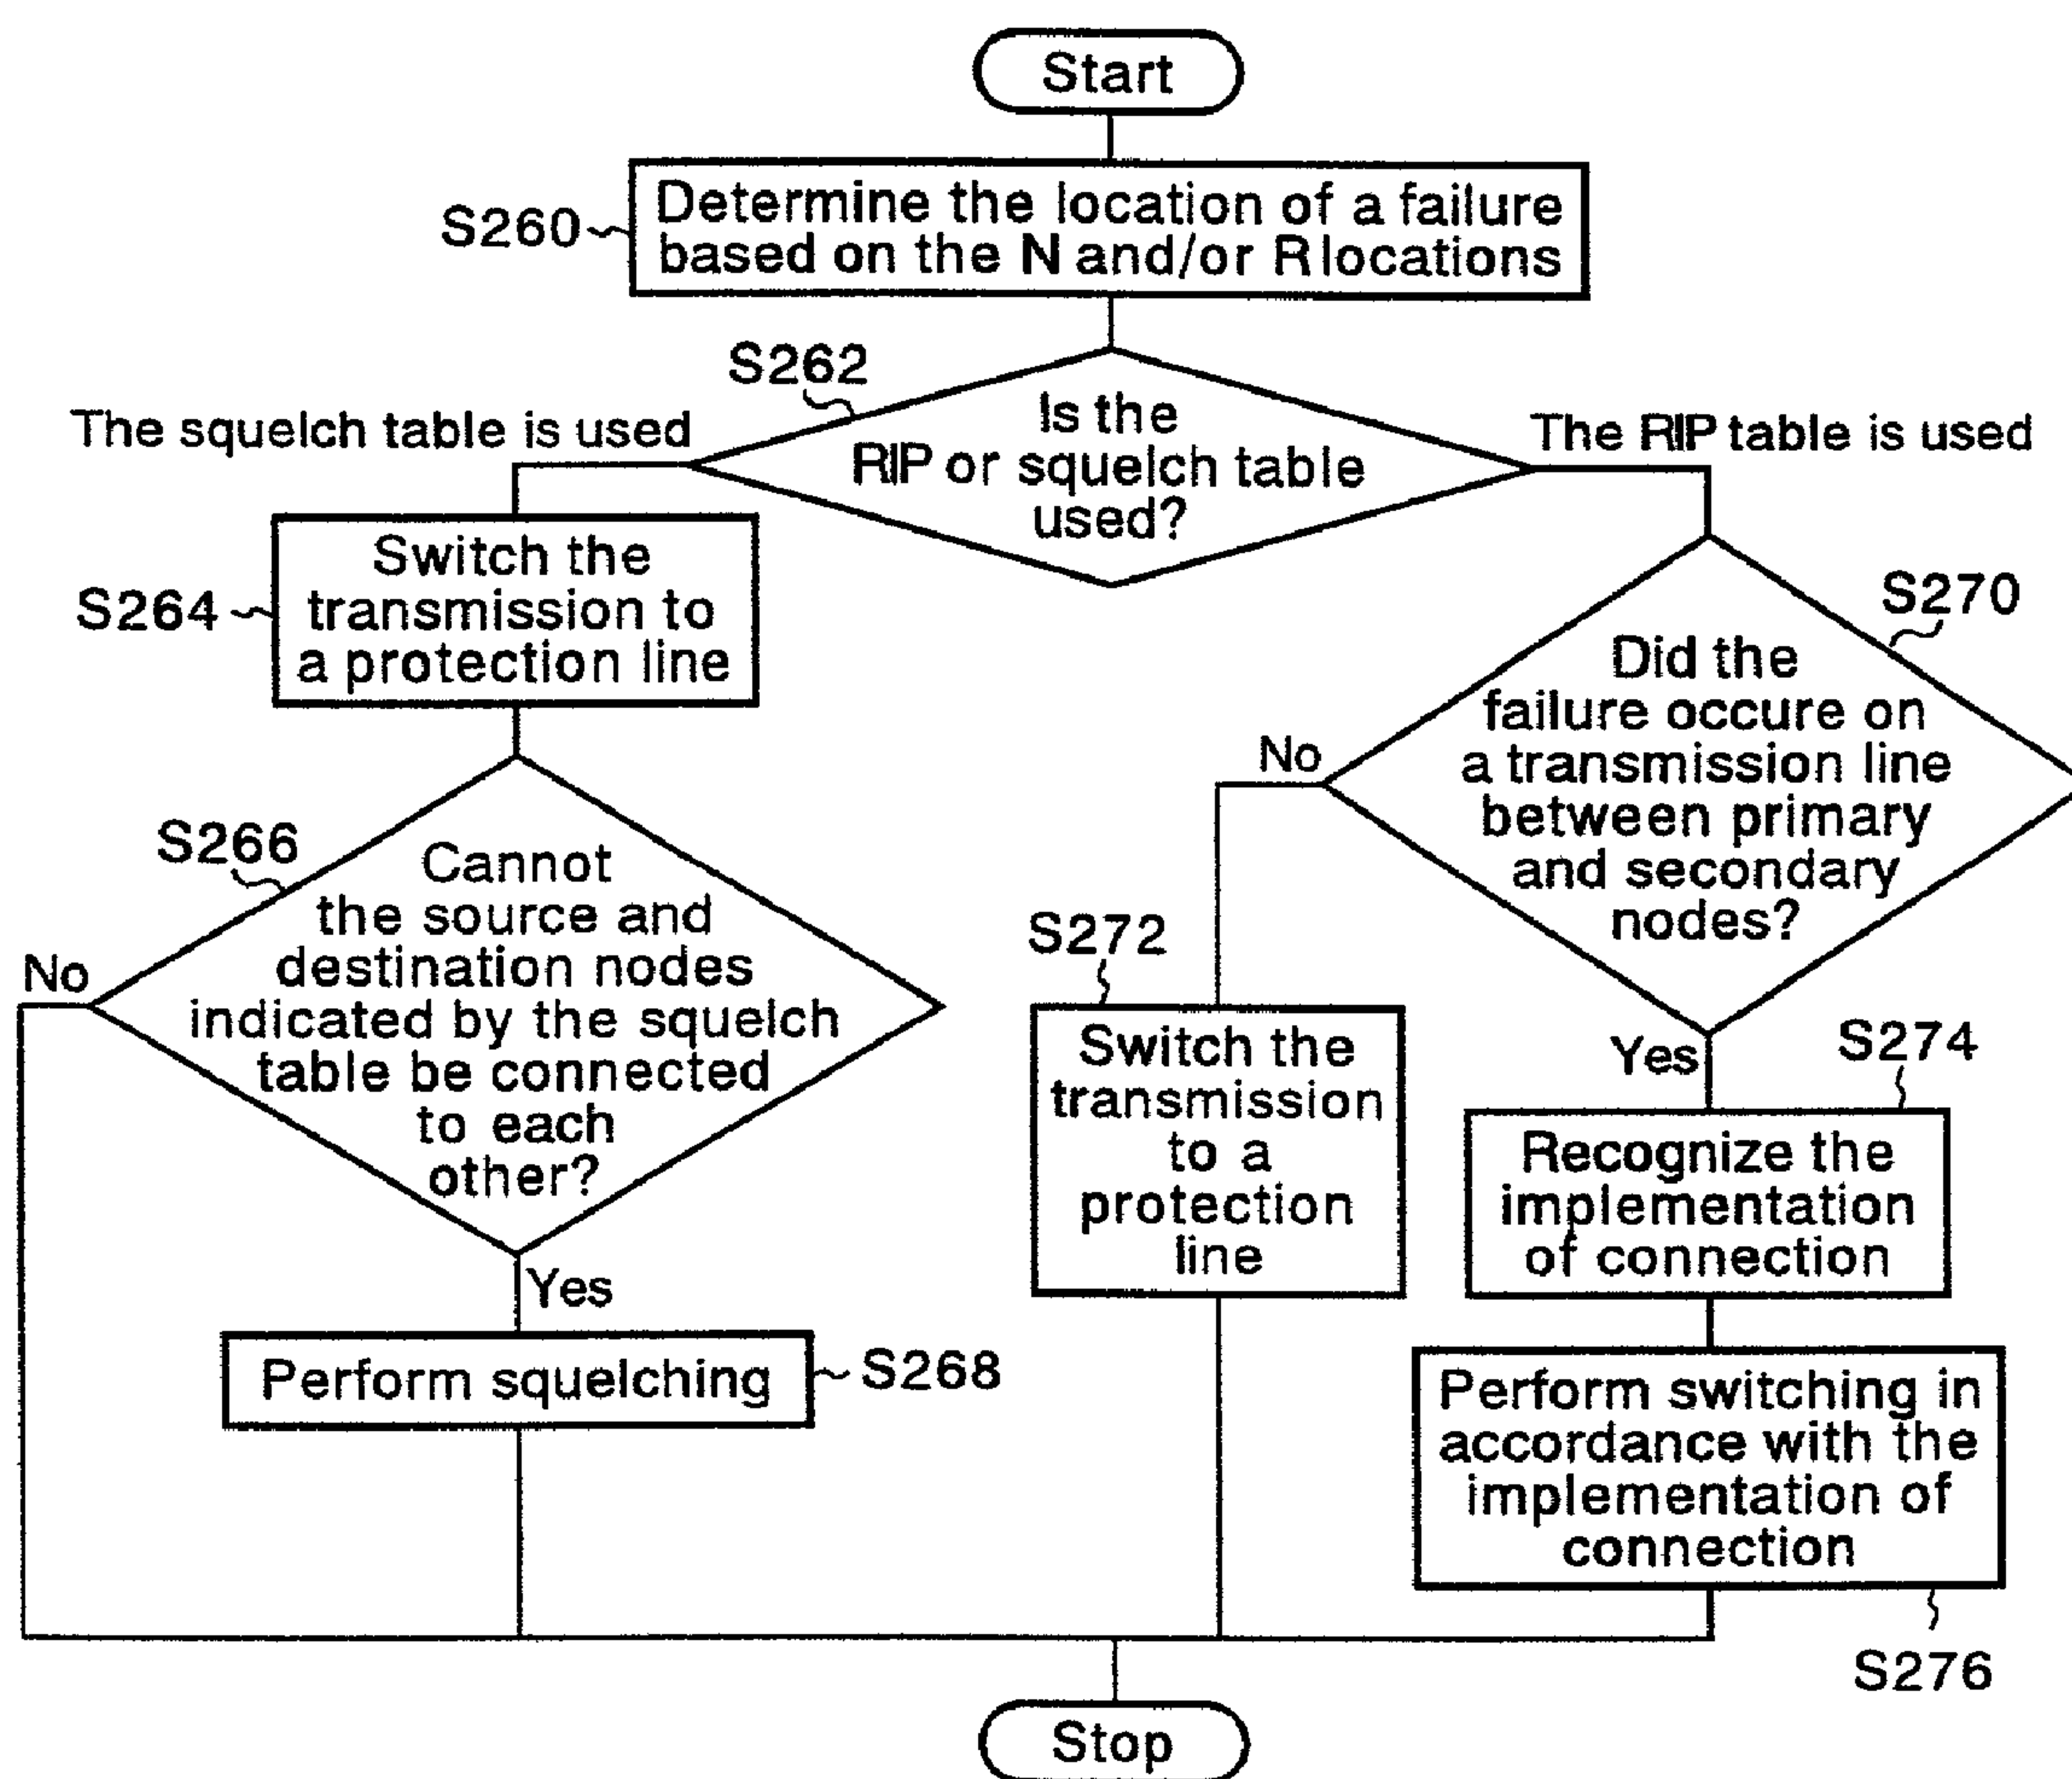 Start
S260
Determine the location of a failure
based on the N and/or R locations
S262
Is the
RIP or squelch table
used?
The squelch table is used
The RIP table is used
S264
Switch the
transmission to
a protection line
S266
Cannot
the source and
destination nodes
indicated by the squelch
table be connected
to each
other?
No
Yes
Perform squelching
S268
S270
Did the
failure occure on
a transmission line
between primary
and secondary
nodes?
No
S272
Switch the
transmission
to a
protection
line
Yes
S274
Recognize the
implementation
of connection
Perform switching in
accordance with the
implementation of
connection
S276
Stop